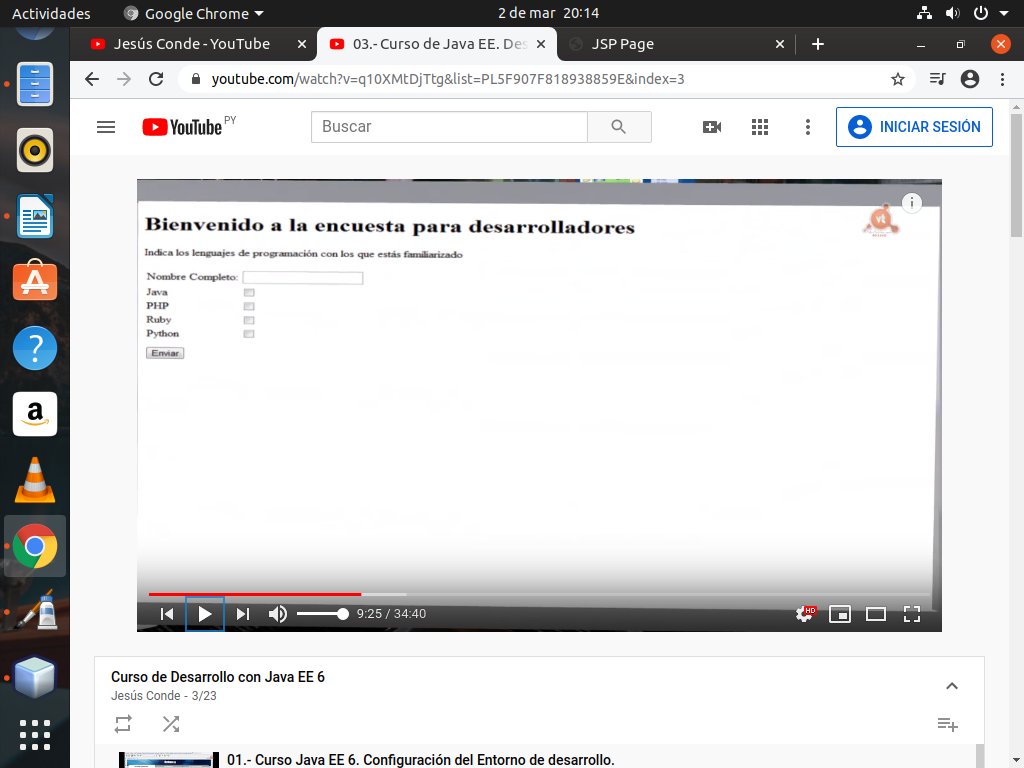 Actividades
Google Chrome
2 de mar 20:14
Jesús Conde - YouTube
03.- Curso de Java EE. Des
JSP Page
youtube.com/watch?v=q10XMtDjTtg&list=PL5F907F818938859E&index=3
YouTube PY
Buscar
INICIAR SESIÓN
Bienvenido a la encuesta para desarrolladores
Indica los lenguajes de programación con los que estás familiarizado
Nombre Completo:
Java
PHP
Ruby
Python
Enviar
vt
9:25 / 34:40
HD
Curso de Desarrollo con Java EE 6
Jesús Conde - 3/23
01.- Curso Java EE 6. Configuración del Entorno de desarrollo.